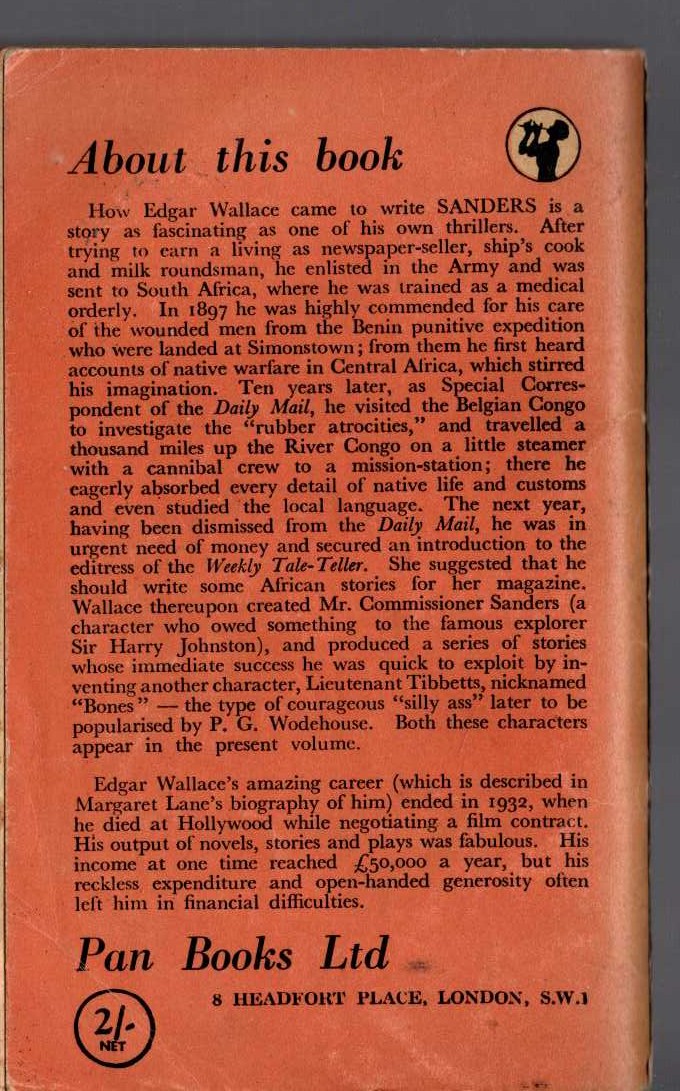 About this book
How Edgar Wallace came to write SANDERS is a
story as fascinating as one of his own thrillers. After
trying to earn a living as newspaper-seller, ship's cook
and milk roundsman, he enlisted in the Army and was
sent to South Africa, where he was trained as a medical
orderly. In 1897 he was highly commended for his care
of the wounded men from the Benin punitive expedition
who were landed at Simonstown; from them he first heard
accounts of native warfare in Central Africa, which stirred
his imagination. Ten years later, as Special Corres-
pondent of the Daily Mail, he visited the Belgian Congo
to investigate the "rubber atrocities," and travelled a
thousand miles up the River Congo on a little steamer
with a cannibal crew to a mission-station; there he
eagerly absorbed every detail of native life and customs
and even studied the local language. The next year,
having been dismissed from the Daily Mail, he was in
urgent need of money and secured an introduction to the
editress of the Weekly Tale-Teller. She suggested that he
should write some African stories for her magazine.
Wallace thereupon created Mr. Commissioner Sanders (a
character who owed something to the famous explorer
Sir Harry Johnston), and produced a series of stories
whose immediate success he was quick to exploit by in-
venting another character, Lieutenant Tibbetts, nicknamed
"Bones" — the type of courageous "silly ass" later to be
popularised by P. G. Wodehouse. Both these characters
appear in the present volume.
Edgar Wallace's amazing career (which is described in
Margaret Lane's biography of him) ended in 1932, when
he died at Hollywood while negotiating a film contract.
His output of novels, stories and plays was fabulous. His
income at one time reached £50,000 a year, but his
reckless expenditure and open-handed generosity often
left him in financial difficulties.
Pan Books Ltd
8 HEADFORT PLACE, LONDON, S.W.1
2/-
NET